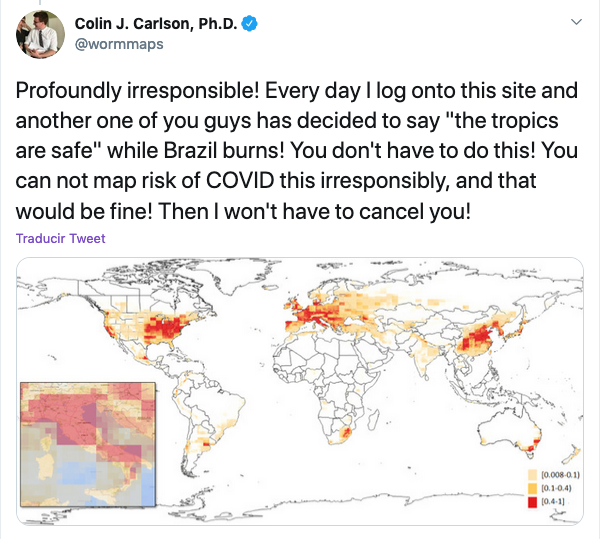 Colin J. Carlson, Ph.D.
@wormmaps
Profoundly irresponsible! Every day I log onto this site and
another one of you guys has decided to say "the tropics
are safe" while Brazil burns! You don't have to do this! You
can not map risk of COVID this irresponsibly, and that
would be fine! Then I won't have to cancel you!
Traducir Tweet
[0.008-0.1)
[0.1-0.4)
[0.4-1]